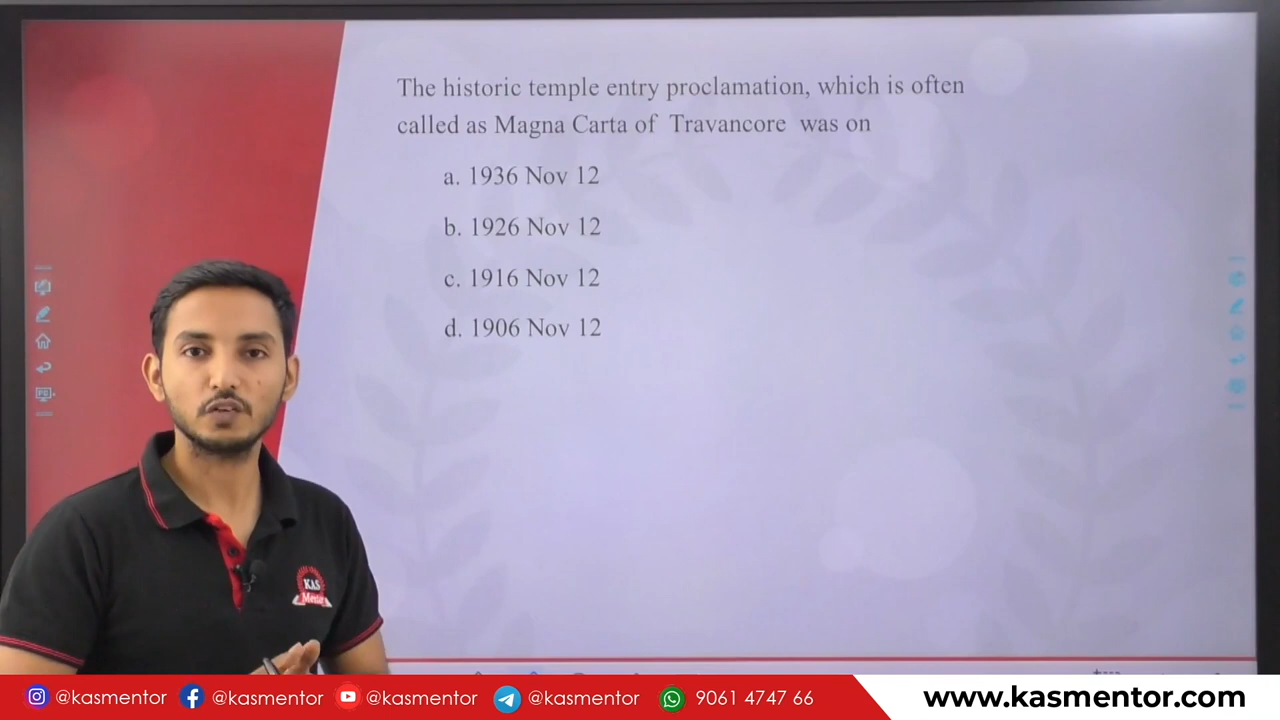 The historic temple entry proclamation, which is often
called as Magna Carta of Travancore was on
a. 1936 Nov 12
b. 1926 Nov 12
c. 1916 Nov 12
d. 1906 Nov 12
KAS
Mentor
@kasmentor @kasmentor @kasmentor @kasmentor 9061 4747 66
www.kasmentor.com